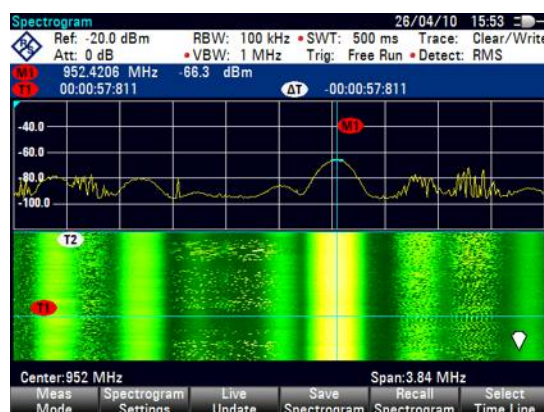 Spectrogram 26/04/10 15:53
Ref: -20.0 dBm RBW: 100 kHz • SWT: 500 ms Trace: Clear/Write
Att: 0 dB • VBW: 1 MHz Trig: Free Run • Detect: RMS
M1 952.4206 MHz -66.3 dBm
T1 00:00:57:811 ΔT -00:00:57:811
M1
-40.0
-60.0
-80.0
-100.0
T2
T1
Center:952 MHz Span:3.84 MHz
Meas Mode Spectrogram Settings Live Update Save Spectrogram Recall Spectrogram Select Time Line